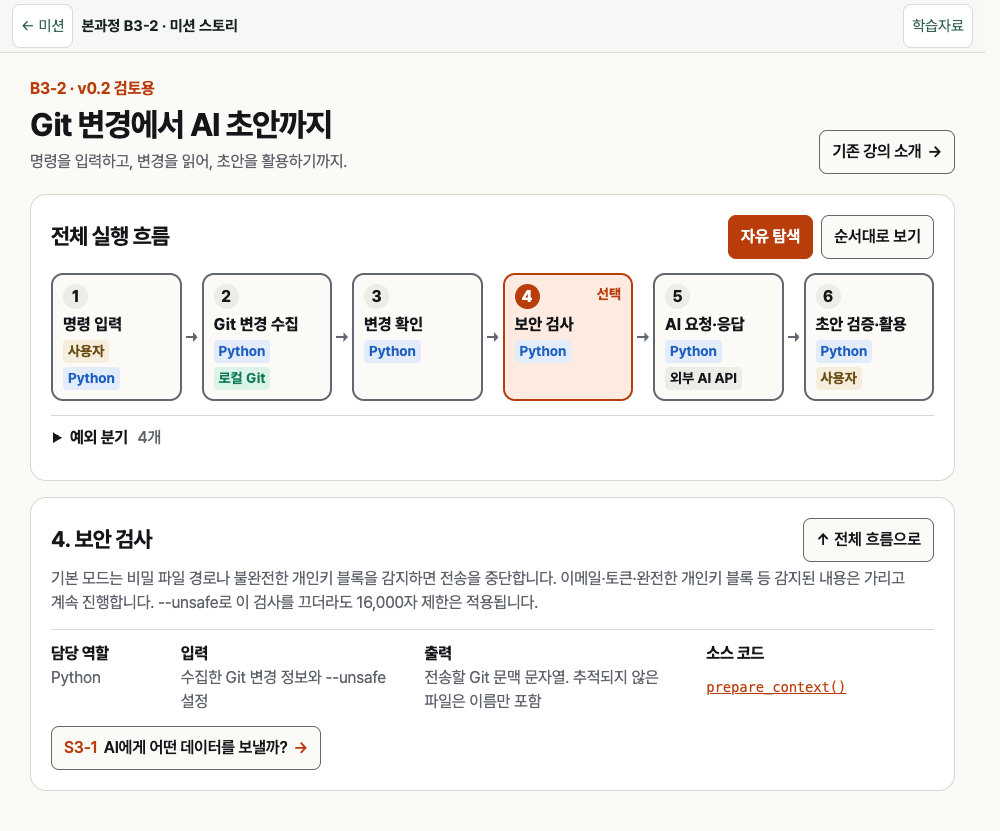 ← 미션
본과정 B3-2 · 미션 스토리
학습자료
B3-2 · v0.2 검토용
Git 변경에서 AI 초안까지
명령을 입력하고, 변경을 읽어, 초안을 활용하기까지.
기존 강의 소개 →
전체 실행 흐름
자유 탐색
순서대로 보기
1
명령 입력
사용자
Python
→
2
Git 변경 수집
Python
로컬 Git
→
3
변경 확인
Python
→
4
선택
보안 검사
Python
→
5
AI 요청·응답
Python
외부 AI API
→
6
초안 검증·활용
Python
사용자
▶ 예외 분기 4개
4. 보안 검사
↑ 전체 흐름으로
기본 모드는 비밀 파일 경로나 불완전한 개인키 블록을 감지하면 전송을 중단합니다. 이메일·토큰·완전한 개인키 블록 등 감지된 내용은 가리고
계속 진행합니다. --unsafe로 이 검사를 끄더라도 16,000자 제한은 적용됩니다.
담당 역할
Python
입력
수집한 Git 변경 정보와 --unsafe
설정
출력
전송할 Git 문맥 문자열. 추적되지 않은
파일은 이름만 포함
소스 코드
prepare_context()
S3-1 AI에게 어떤 데이터를 보낼까? →